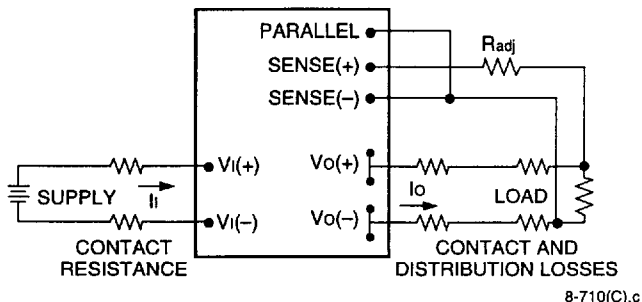 PARALLEL
Radj
SENSE(+)
SENSE(–)
VI(+)
VO(+)
SUPPLY
II
IO
LOAD
VI(–)
VO(–)
CONTACT
RESISTANCE
CONTACT AND
DISTRIBUTION LOSSES
8-710(C).c